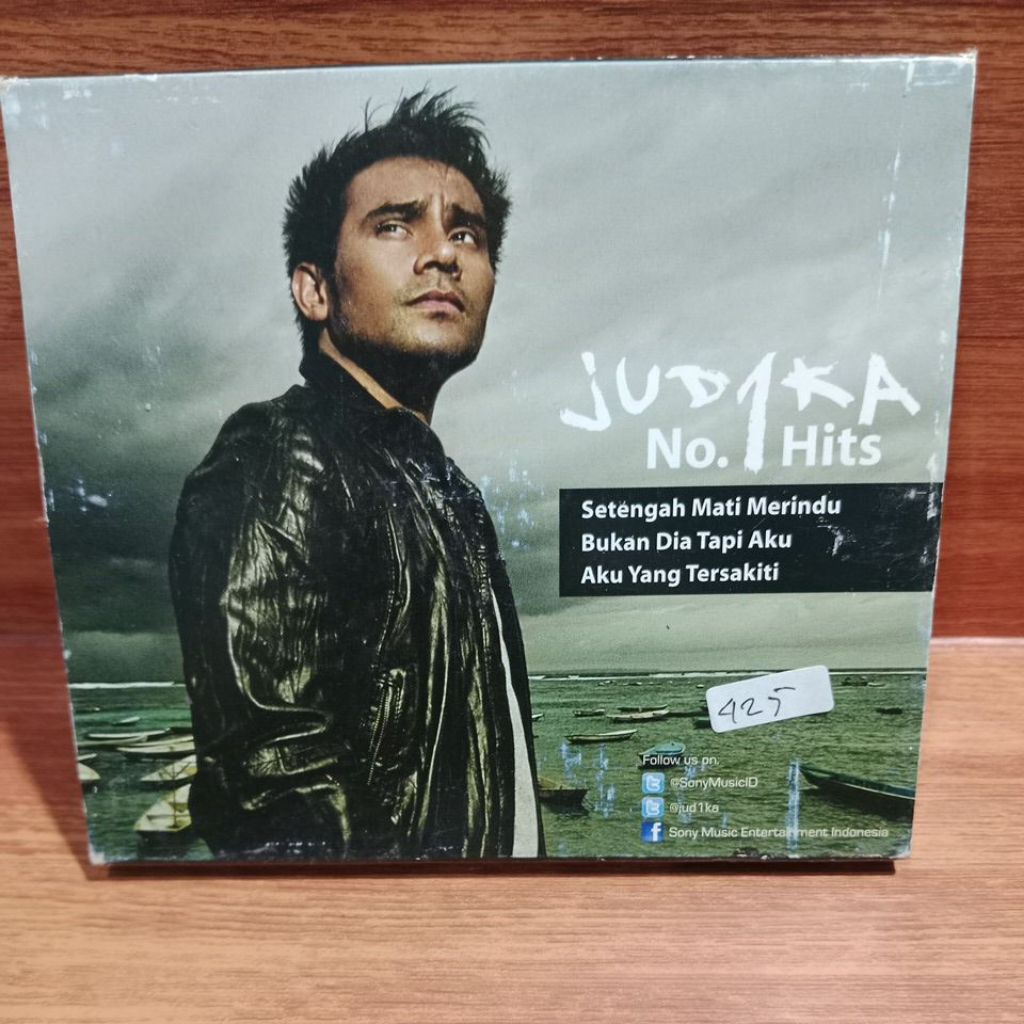 JUD1KA
No.1 Hits
Setengah Mati Merindu
Bukan Dia Tapi Aku
Aku Yang Tersakiti
425
Follow us on.
@SonyMusicID
@jud1ka
Sony Music Entertainment Indonesia